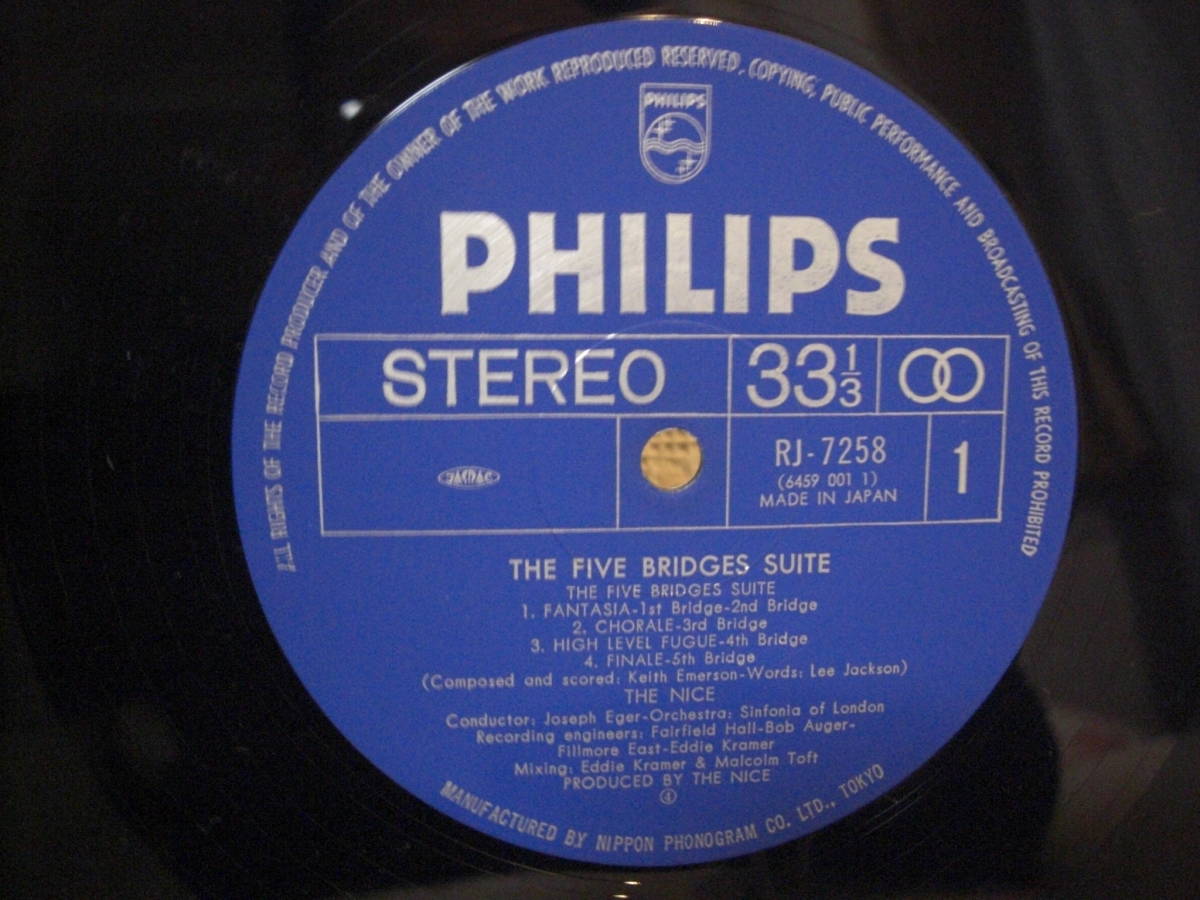 ALL RIGHTS OF THE RECORD PRODUCER AND OF THE OWNER OF THE WORK REPRODUCED RESERVED. COPYING, PUBLIC PERFORMANCE AND BROADCASTING OF THIS RECORD PROHIBITED
PHILIPS
PHILIPS
STEREO
33 1/3
JASRAC
RJ-7258
(6459 001 1)
MADE IN JAPAN
1
THE FIVE BRIDGES SUITE
THE FIVE BRIDGES SUITE
1. FANTASIA-1st Bridge-2nd Bridge
2. CHORALE-3rd Bridge
3. HIGH LEVEL FUGUE-4th Bridge
4. FINALE-5th Bridge
(Composed and scored: Keith Emerson-Words: Lee Jackson)
THE NICE
Conductor: Joseph Eger-Orchestra: Sinfonia of London
Recording engineers: Fairfield Hall-Bob Auger-
Fillmore East-Eddie Kramer
Mixing: Eddie Kramer & Malcolm Toft
PRODUCED BY THE NICE
④
MANUFACTURED BY NIPPON PHONOGRAM CO. LTD., TOKYO